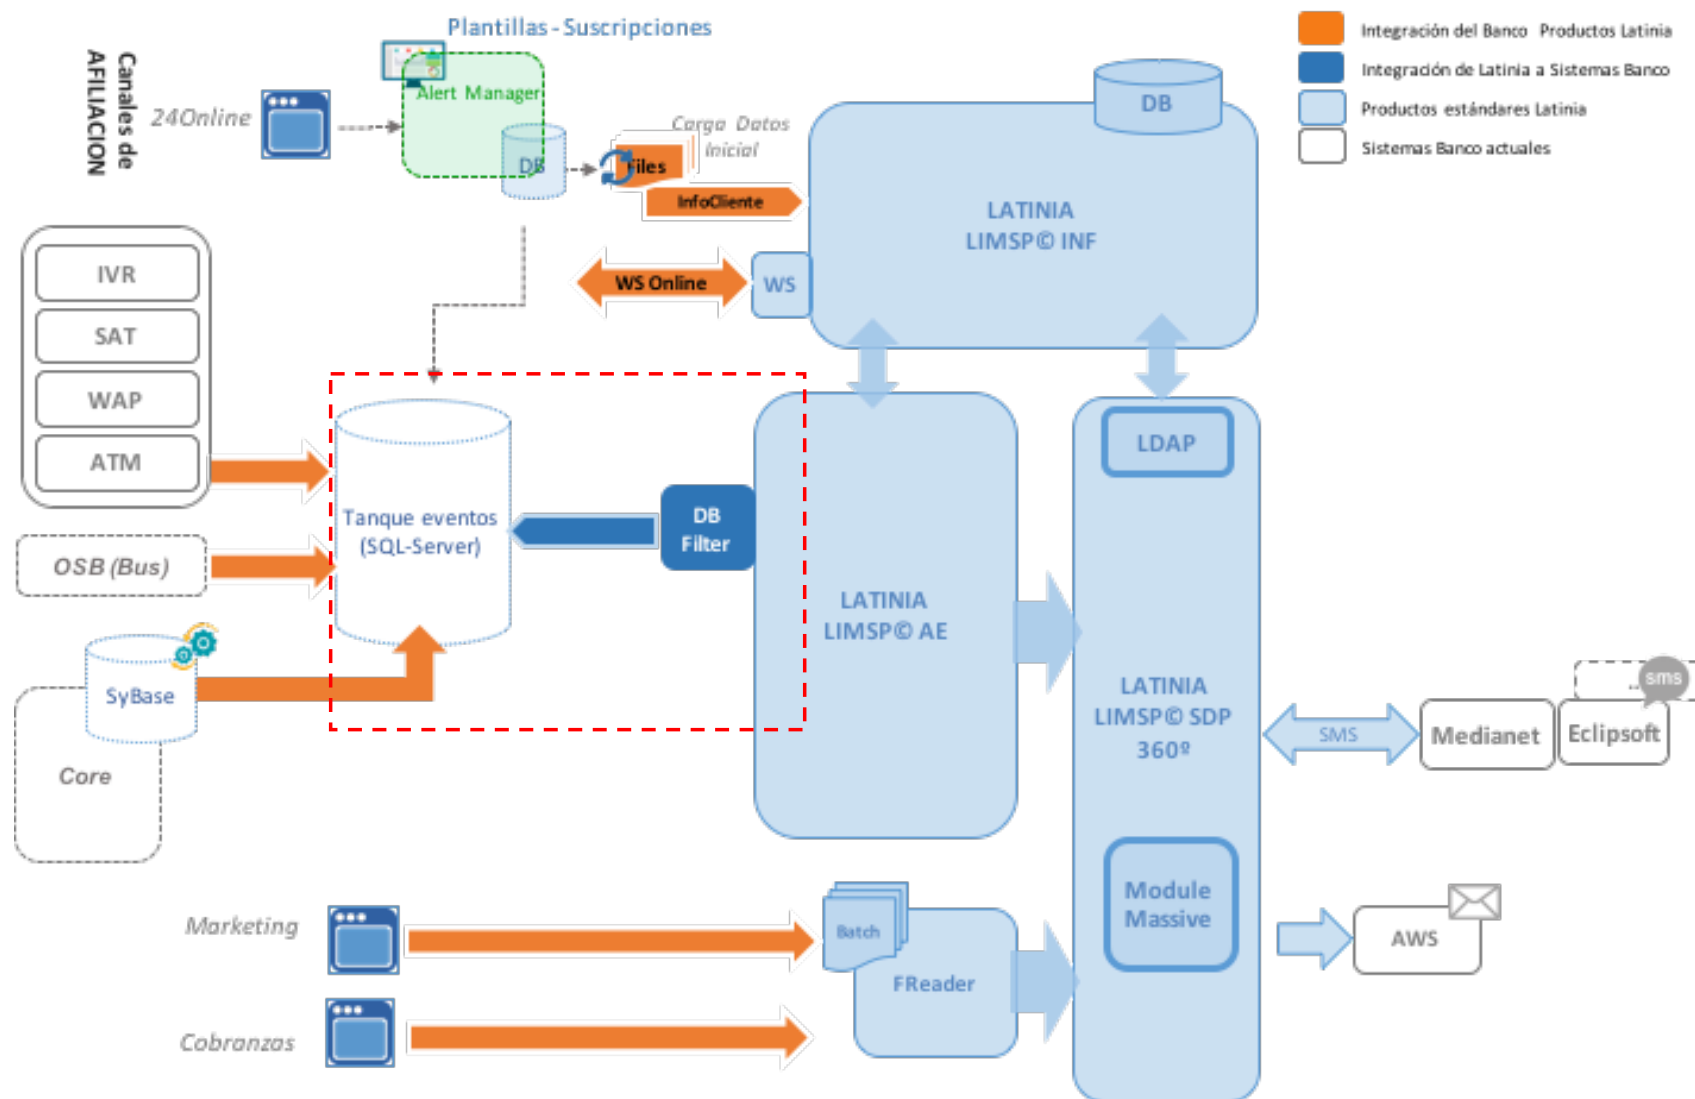 Plantillas - Suscripciones
Canales de
AFILIACION
24Online
Alert Manager
DB
Carga Datos
Inicial
Files
InfoCliente
DB
LATINIA
LIMSP© INF
WS Online
WS
Integración del Banco Productos Latinia
Integración de Latinia a Sistemas Banco
Productos estándares Latinia
Sistemas Banco actuales
IVR
SAT
WAP
ATM
OSB (Bus)
SyBase
Core
Tanque eventos
(SQL-Server)
DB
Filter
LATINIA
LIMSP© AE
LDAP
LATINIA
LIMSP© SDP
360º
Module
Massive
SMS
Medianet
Eclipsoft
..
sms
AWS
Marketing
Cobranzas
Batch
FReader